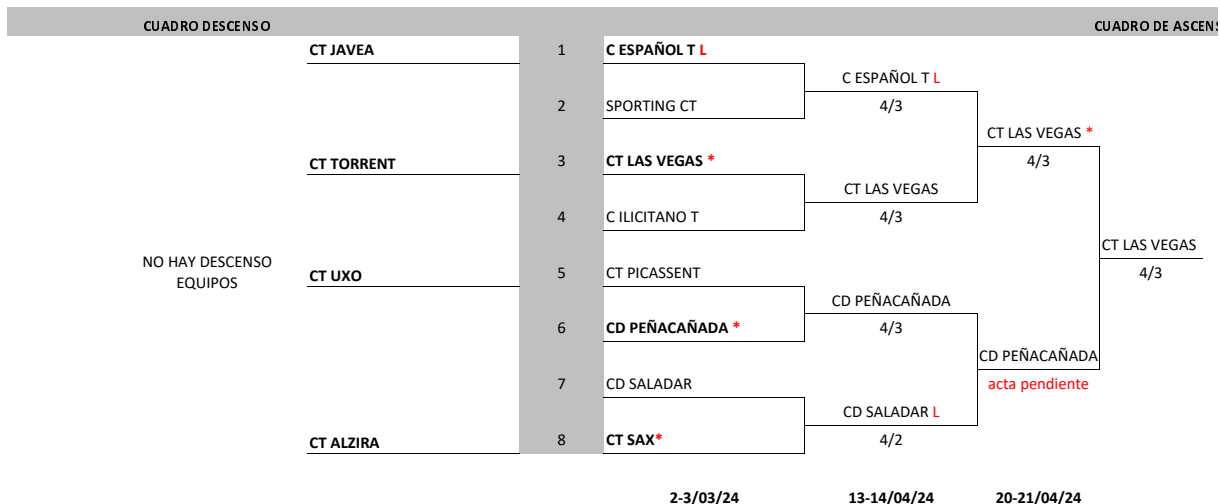 CUADRO DESCENSO
CUADRO DE ASCENS
CT JAVEA 1 C ESPAÑOL T L
C ESPAÑOL T L
2 SPORTING CT 4/3
CT LAS VEGAS *
CT TORRENT 3 CT LAS VEGAS * 4/3
CT LAS VEGAS
4 C ILICITANO T 4/3
CT LAS VEGAS
NO HAY DESCENSO
EQUIPOS
CT UXO 5 CT PICASSENT 4/3
CD PEÑACAÑADA
6 CD PEÑACAÑADA * 4/3
CD PEÑACAÑADA
7 CD SALADAR acta pendiente
CD SALADAR L
CT ALZIRA 8 CT SAX* 4/2
2-3/03/24 13-14/04/24 20-21/04/24